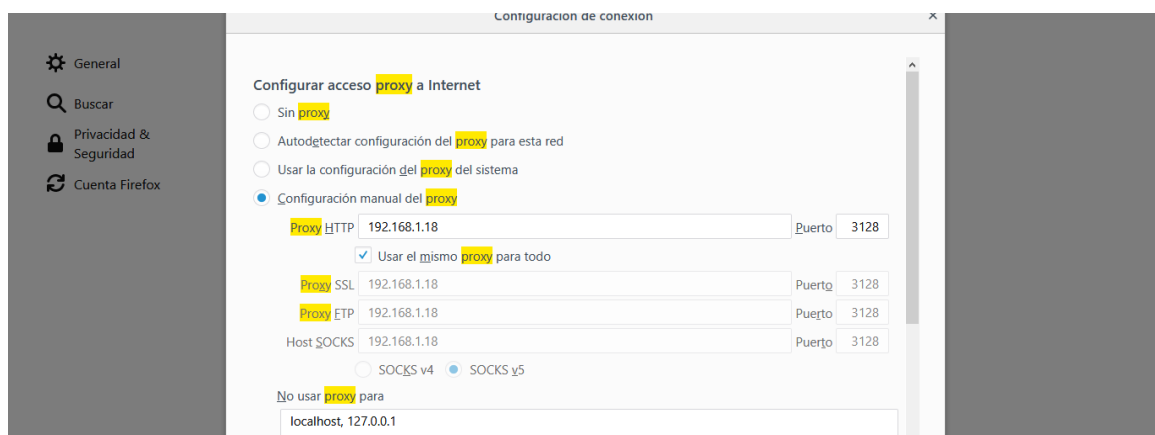 Configuración de conexión
General
Buscar
Privacidad &
Seguridad
Cuenta Firefox
Configurar acceso proxy a Internet
Sin proxy
Autodetectar configuración del proxy para esta red
Usar la configuración del proxy del sistema
Configuración manual del proxy
Proxy HTTP 192.168.1.18 Puerto 3128
Usar el mismo proxy para todo
Proxy SSL 192.168.1.18 Puerto 3128
Proxy FTP 192.168.1.18 Puerto 3128
Host SOCKS 192.168.1.18 Puerto 3128
SOCKS v4 SOCKS v5
No usar proxy para
localhost, 127.0.0.1